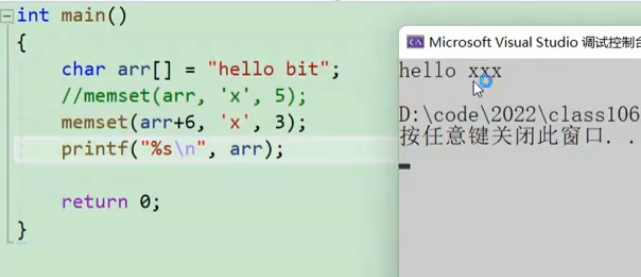 int main()
{
char arr[] = "hello bit";
//memset(arr, 'x', 5);
memset(arr+6, 'x', 3);
printf("%s\n", arr);
return 0;
}
Microsoft Visual Studio 调试控制台
hello xxx
D:\code\2022\class106
按任意键关闭此窗口. . .